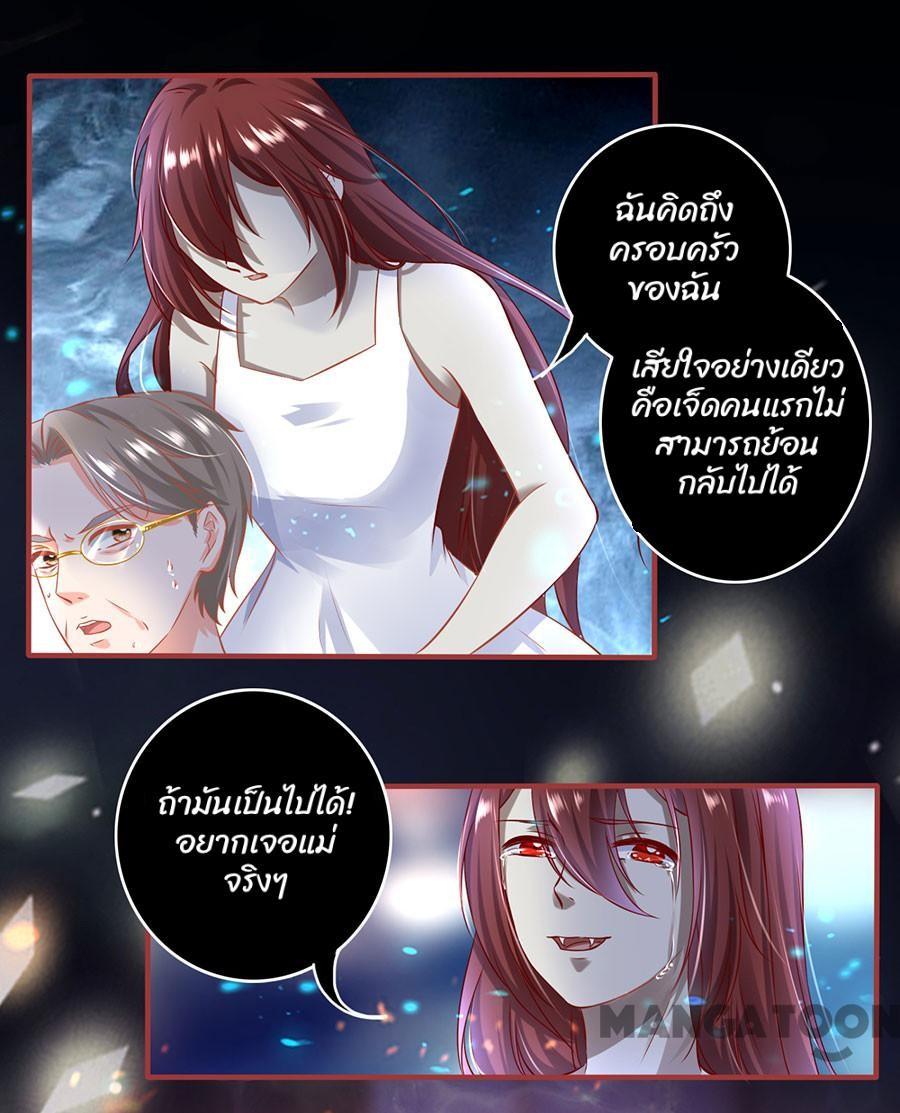 ฉันคิดถึง
ครอบครัว
ของฉัน
เสียใจอย่างเดียว
คือเจ็ดคนแรกไม่
สามารถย้อน
กลับไปได้
ถ้ามันเป็นไปได้!
อยากเจอแม่
จริงๆ
MANGATOON